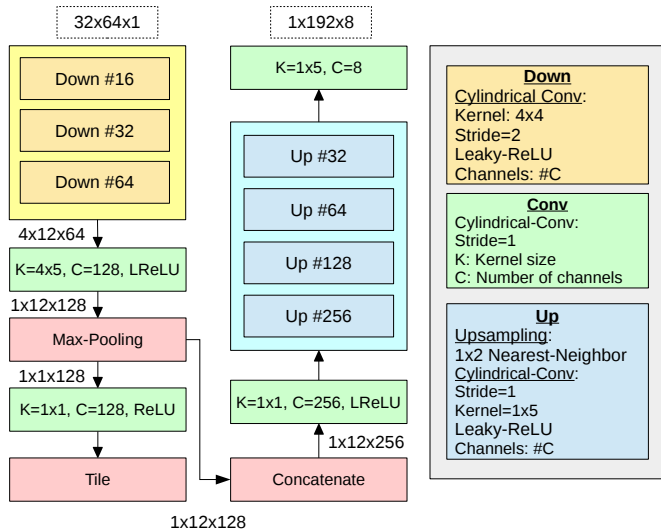 32x64x1
Down #16
Down #32
Down #64
4x12x64
K=4x5, C=128, LReLU
1x12x128
Max-Pooling
1x1x128
K=1x1, C=128, ReLU
Tile
1x12x128
1x192x8
K=1x5, C=8
Up #32
Up #64
Up #128
Up #256
K=1x1, C=256, LReLU
1x12x256
Concatenate
Down
Cylindrical Conv:
Kernel: 4x4
Stride=2
Leaky-ReLU
Channels: #C
Conv
Cylindrical-Conv:
Stride=1
K: Kernel size
C: Number of channels
Up
Upsampling:
1x2 Nearest-Neighbor
Cylindrical-Conv:
Stride=1
Kernel=1x5
Leaky-ReLU
Channels: #C